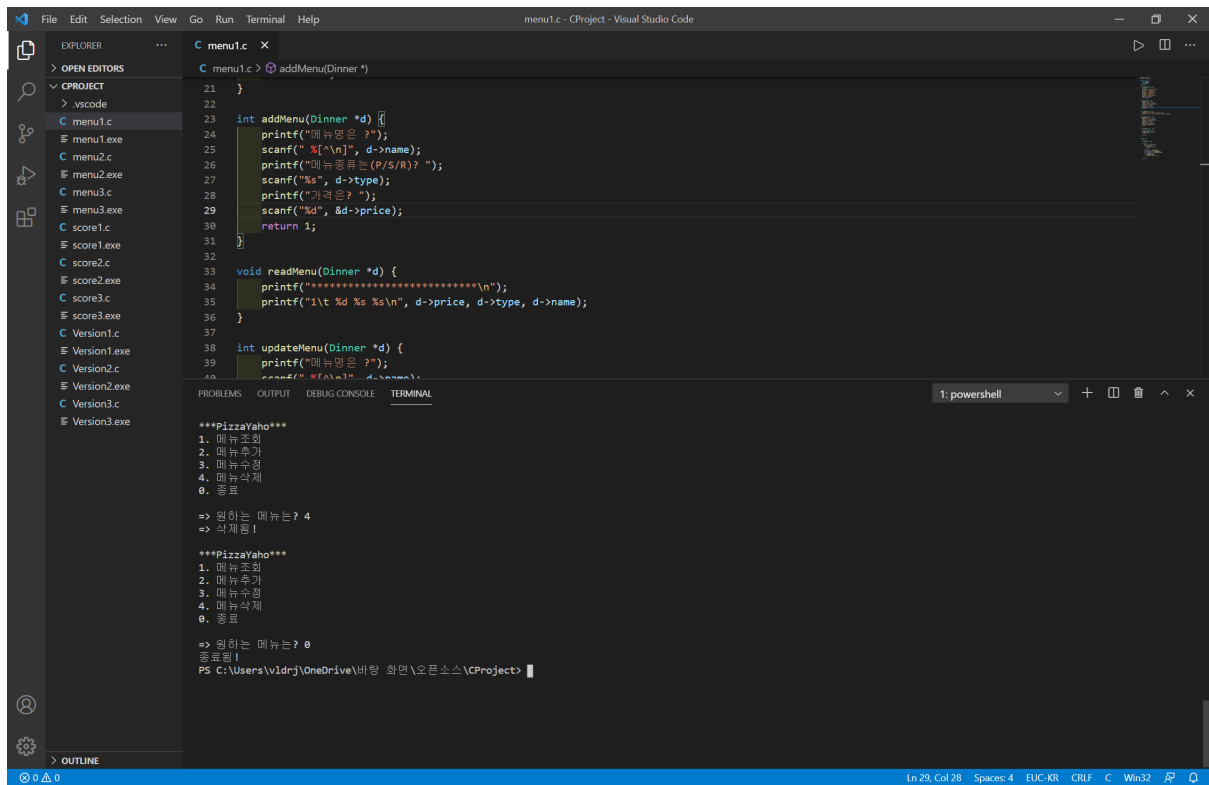 File Edit Selection View Go Run Terminal Help
menu1.c - CProject - Visual Studio Code
EXPLORER
OPEN EDITORS
CPROJECT
.vscode
C menu1.c
menu1.exe
C menu2.c
menu2.exe
C menu3.c
menu3.exe
C score1.c
score1.exe
C score2.c
score2.exe
C score3.c
score3.exe
C Version1.c
Version1.exe
C Version2.c
Version2.exe
C Version3.c
Version3.exe
OUTLINE
C menu1.c
C menu1.c > addMenu(Dinner *)
21 }
22
23 int addMenu(Dinner *d) {
24 printf("메뉴명은 ?");
25 scanf(" %[^\n]", d->name);
26 printf("메뉴종류는(P/S/R)? ");
27 scanf("%s", d->type);
28 printf("가격은? ");
29 scanf("%d", &d->price);
30 return 1;
31 }
32
33 void readMenu(Dinner *d) {
34 printf("***************************\n");
35 printf("1\t %d %s %s\n", d->price, d->type, d->name);
36 }
37
38 int updateMenu(Dinner *d) {
39 printf("메뉴명은 ?");
40 scanf(" %[^\n]", d->name);
PROBLEMS OUTPUT DEBUG CONSOLE TERMINAL
1: powershell
***PizzaYaho***
1. 메뉴조회
2. 메뉴추가
3. 메뉴수정
4. 메뉴삭제
0. 종료
=> 원하는 메뉴는? 4
=> 삭제됨!
***PizzaYaho***
1. 메뉴조회
2. 메뉴추가
3. 메뉴수정
4. 메뉴삭제
0. 종료
=> 원하는 메뉴는? 0
종료됨!
PS C:\Users\vldrj\OneDrive\바탕 화면\오픈소스\CProject>
0 0
Ln 29, Col 28 Spaces: 4 EUC-KR CRLF C Win32